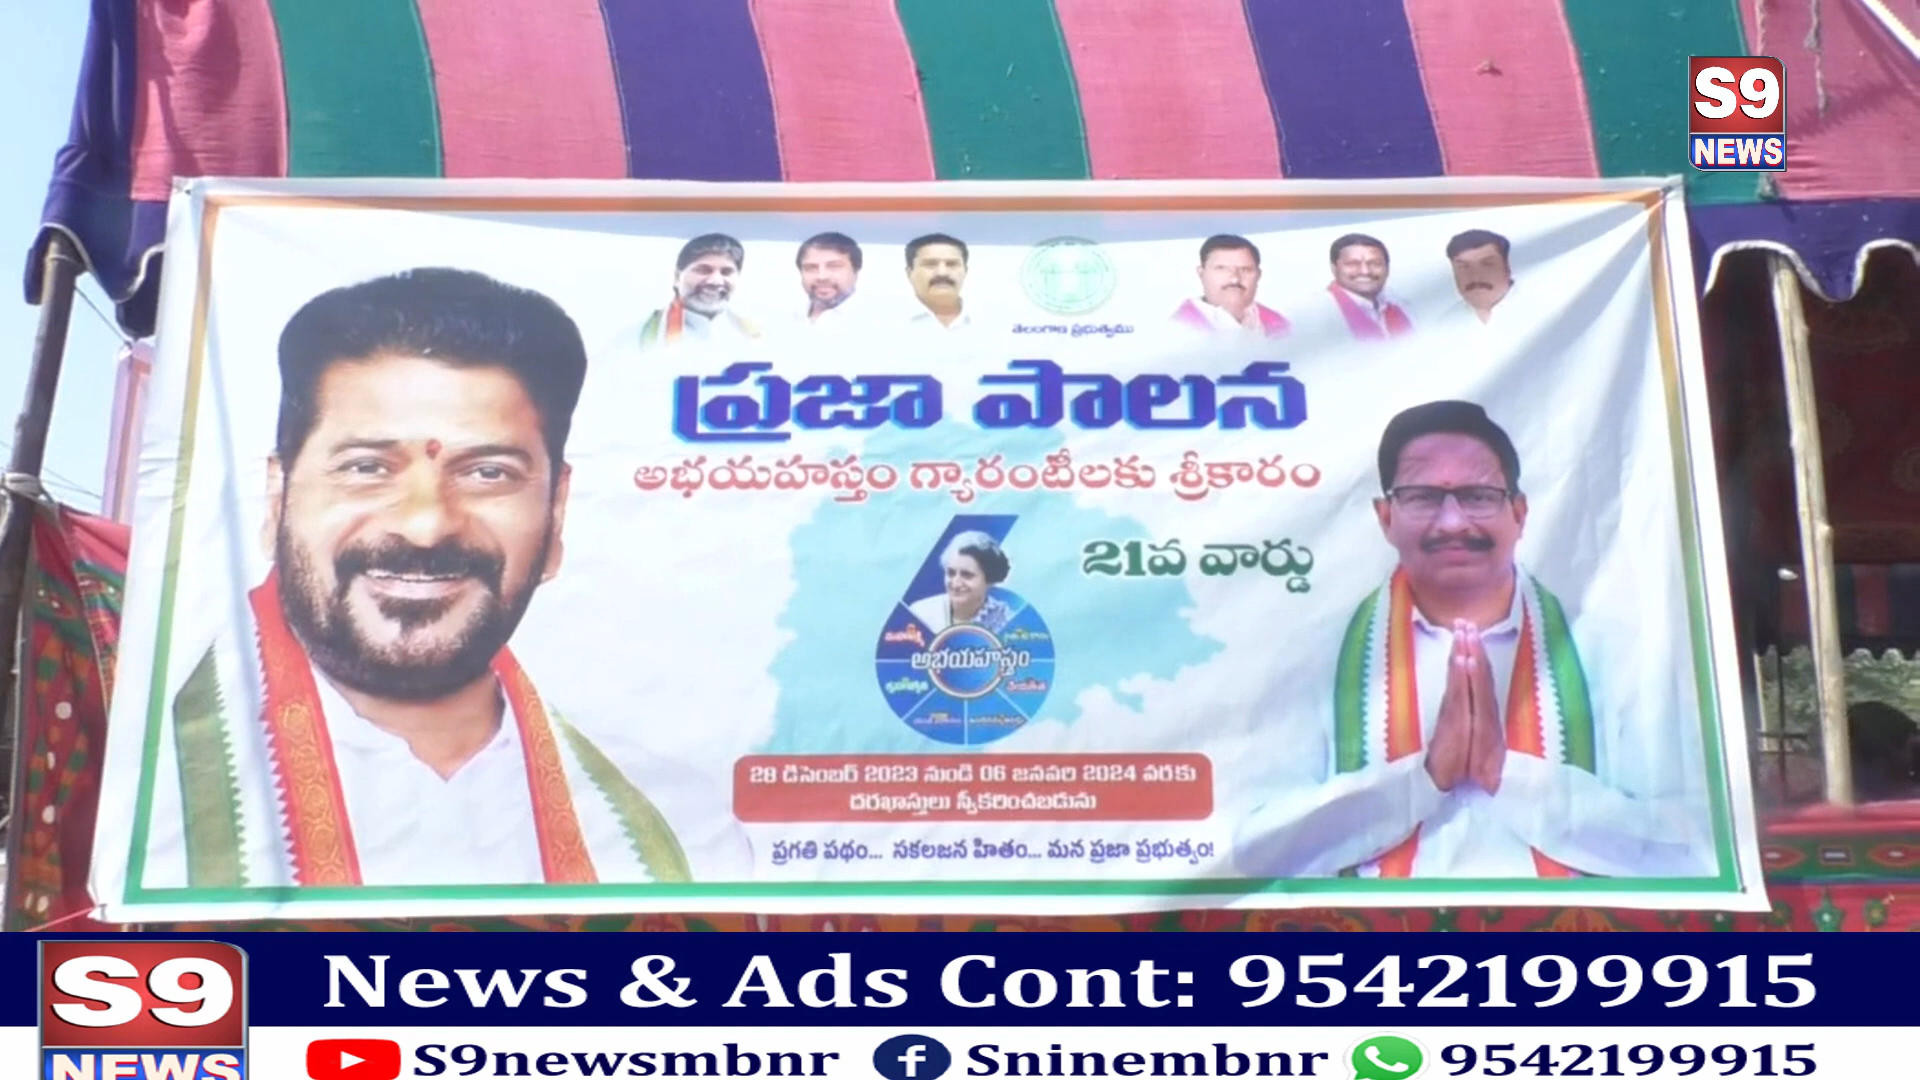 S9
NEWS
తెలంగాణ ప్రభుత్వము
ప్రజా పాలన
అభయహస్తం గ్యారంటీలకు శ్రీకారం
21వ వార్డు
అభయహస్తం
28 డిసెంబర్ 2023 నుండి 06 జనవరి 2024 వరకు
దరఖాస్తులు స్వీకరించబడును
ప్రగతి పథం... సకలజన హితం... మన ప్రజా ప్రభుత్వం!
S9
NEWS
News & Ads Cont: 9542199915
S9newsmbnr
Sninembnr
9542199915